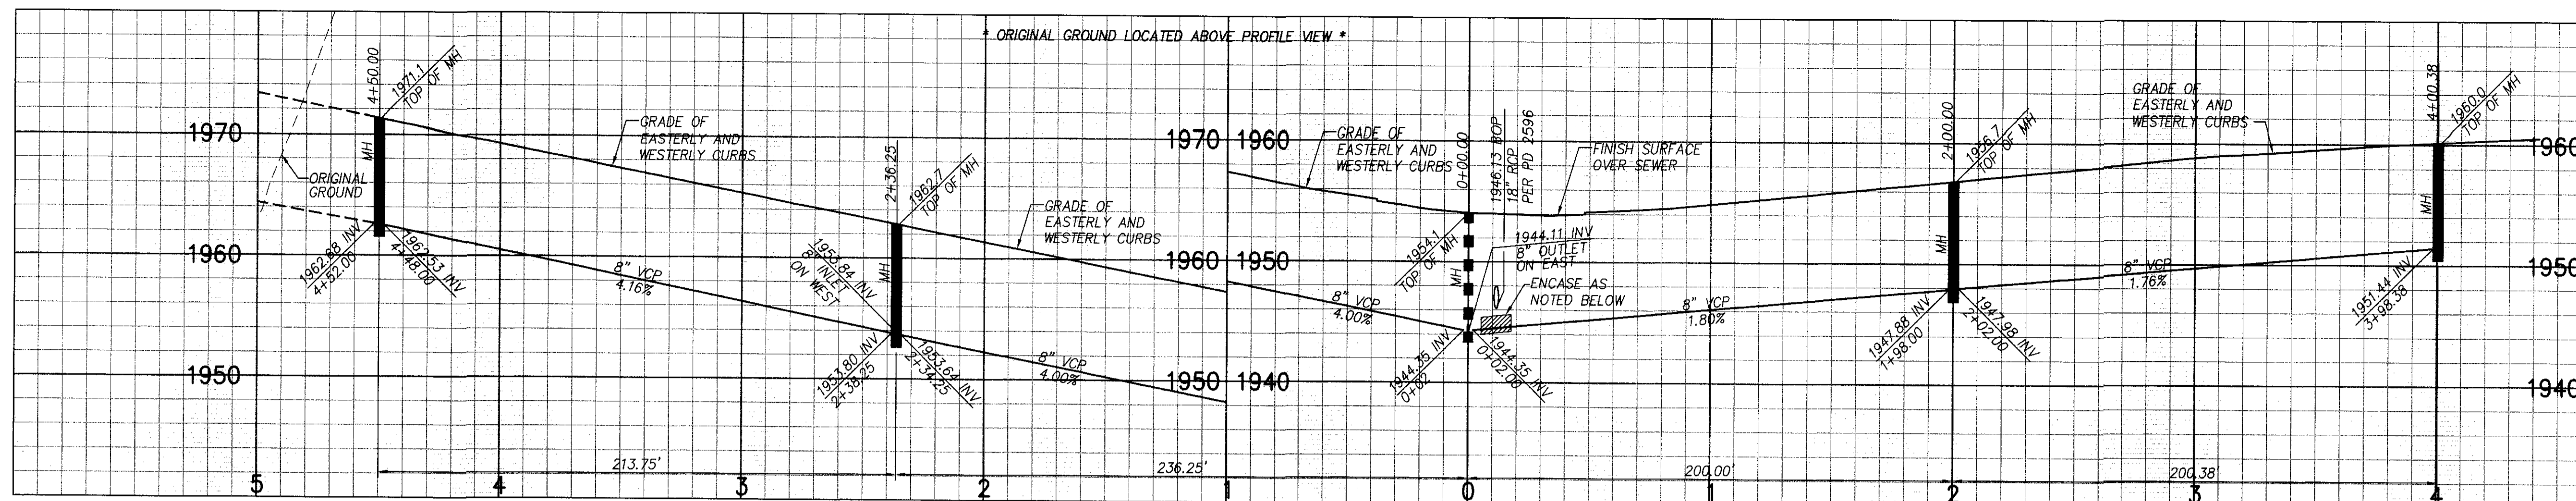 * ORIGINAL GROUND LOCATED ABOVE PROFILE VIEW *
4+50.00
1971.1
TOP OF MH
MH
1970
ORIGINAL
GROUND
1960
1962.68 INV
4+52.00
1962.53 INV
4+48.00
1950
GRADE OF
EASTERLY AND
WESTERLY CURBS
8" VCP
4.16%
2+36.25
1962.7
TOP OF MH
MH
1953.84 INV
8" INLET
ON
WEST
1953.80 INV
2+38.25
1953.64 INV
2+34.25
GRADE OF
EASTERLY AND
WESTERLY CURBS
8" VCP
4.00%
1970 1960
1960 1950
1950 1940
GRADE OF
EASTERLY AND
WESTERLY CURBS
8" VCP
4.00%
0+00.00
1954.1
TOP OF MH
MH
1946.13 BOP
18" RCP
PER PD 2596
1944.11 INV
8" OUTLET
ON EAST
ENCASE AS
NOTED BELOW
1944.35 INV
0+02
1944.35 INV
0+02.00
FINISH SURFACE
OVER SEWER
8" VCP
1.80%
2+00.00
1956.7
TOP OF MH
MH
1947.88 INV
1+98.00
1947.98 INV
2+02.00
GRADE OF
EASTERLY AND
WESTERLY CURBS
8" VCP
1.76%
4+00.38
1960.0
TOP OF MH
MH
1951.44 INV
3+98.38
1960
1950
1940
213.75'
236.25'
200.00'
200.38'
5 4 3 2 1 0 1 2 3 4